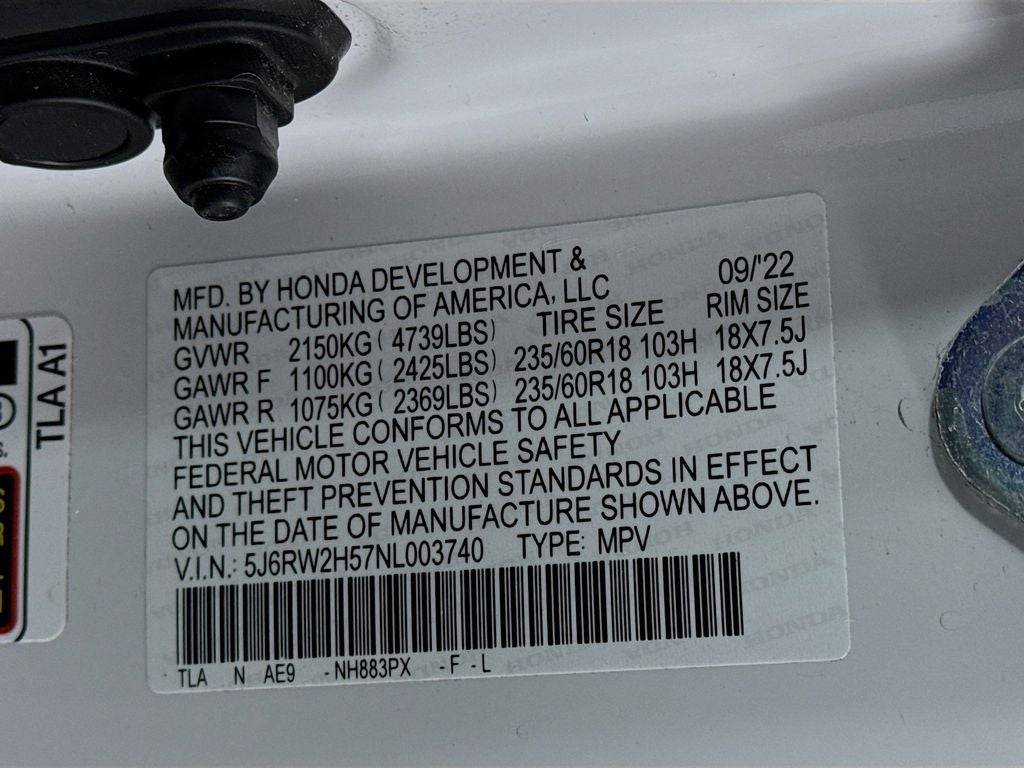 MFD. BY HONDA DEVELOPMENT &
MANUFACTURING OF AMERICA, LLC 09/'22
GVWR 2150KG ( 4739LBS) TIRE SIZE RIM SIZE
GAWR F 1100KG ( 2425LBS) 235/60R18 103H 18X7.5J
GAWR R 1075KG ( 2369LBS) 235/60R18 103H 18X7.5J
THIS VEHICLE CONFORMS TO ALL APPLICABLE
FEDERAL MOTOR VEHICLE SAFETY
AND THEFT PREVENTION STANDARDS IN EFFECT
ON THE DATE OF MANUFACTURE SHOWN ABOVE.
V.I.N.: 5J6RW2H57NL003740 TYPE: MPV
TLA N AE9 -NH883PX -F -L
TLA A1